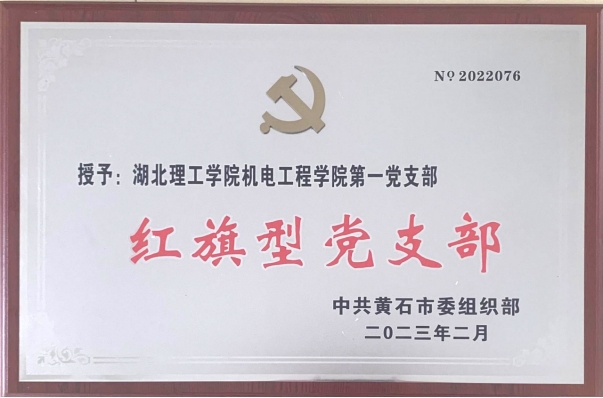 Nº 2022076
授予：湖北理工学院机电工程学院第一党支部
红旗型党支部
中共黄石市委组织部
二〇二三年二月